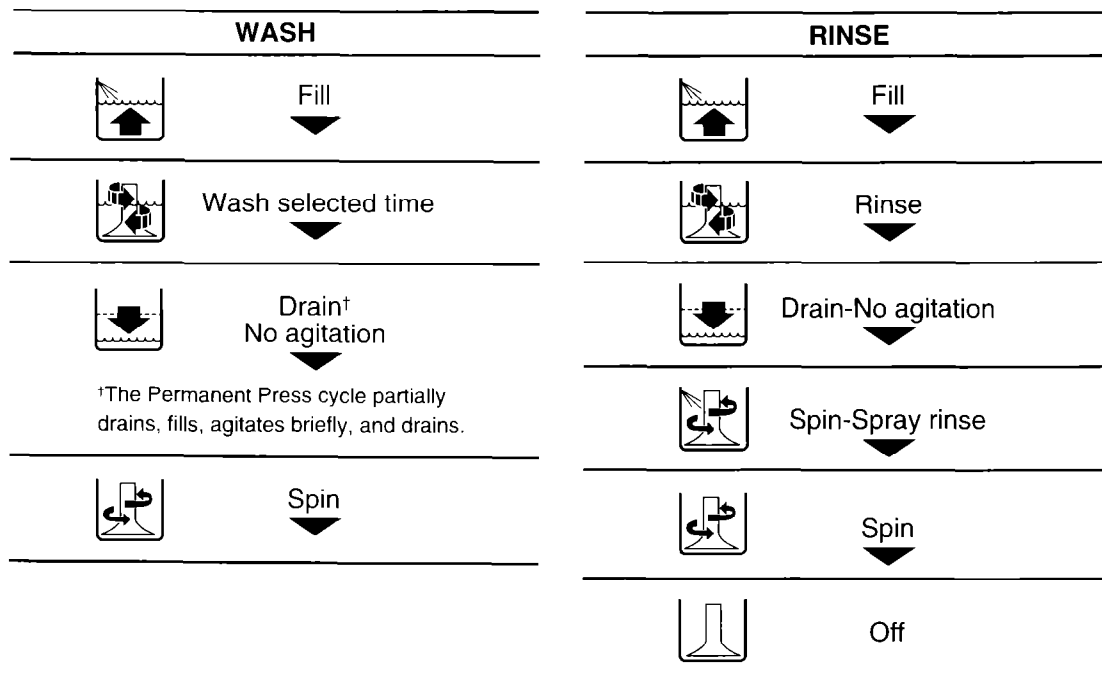 WASH
Fill
Wash selected time
Drain†
No agitation
†The Permanent Press cycle partially
drains, fills, agitates briefly, and drains.
Spin
RINSE
Fill
Rinse
Drain-No agitation
Spin-Spray rinse
Spin
Off